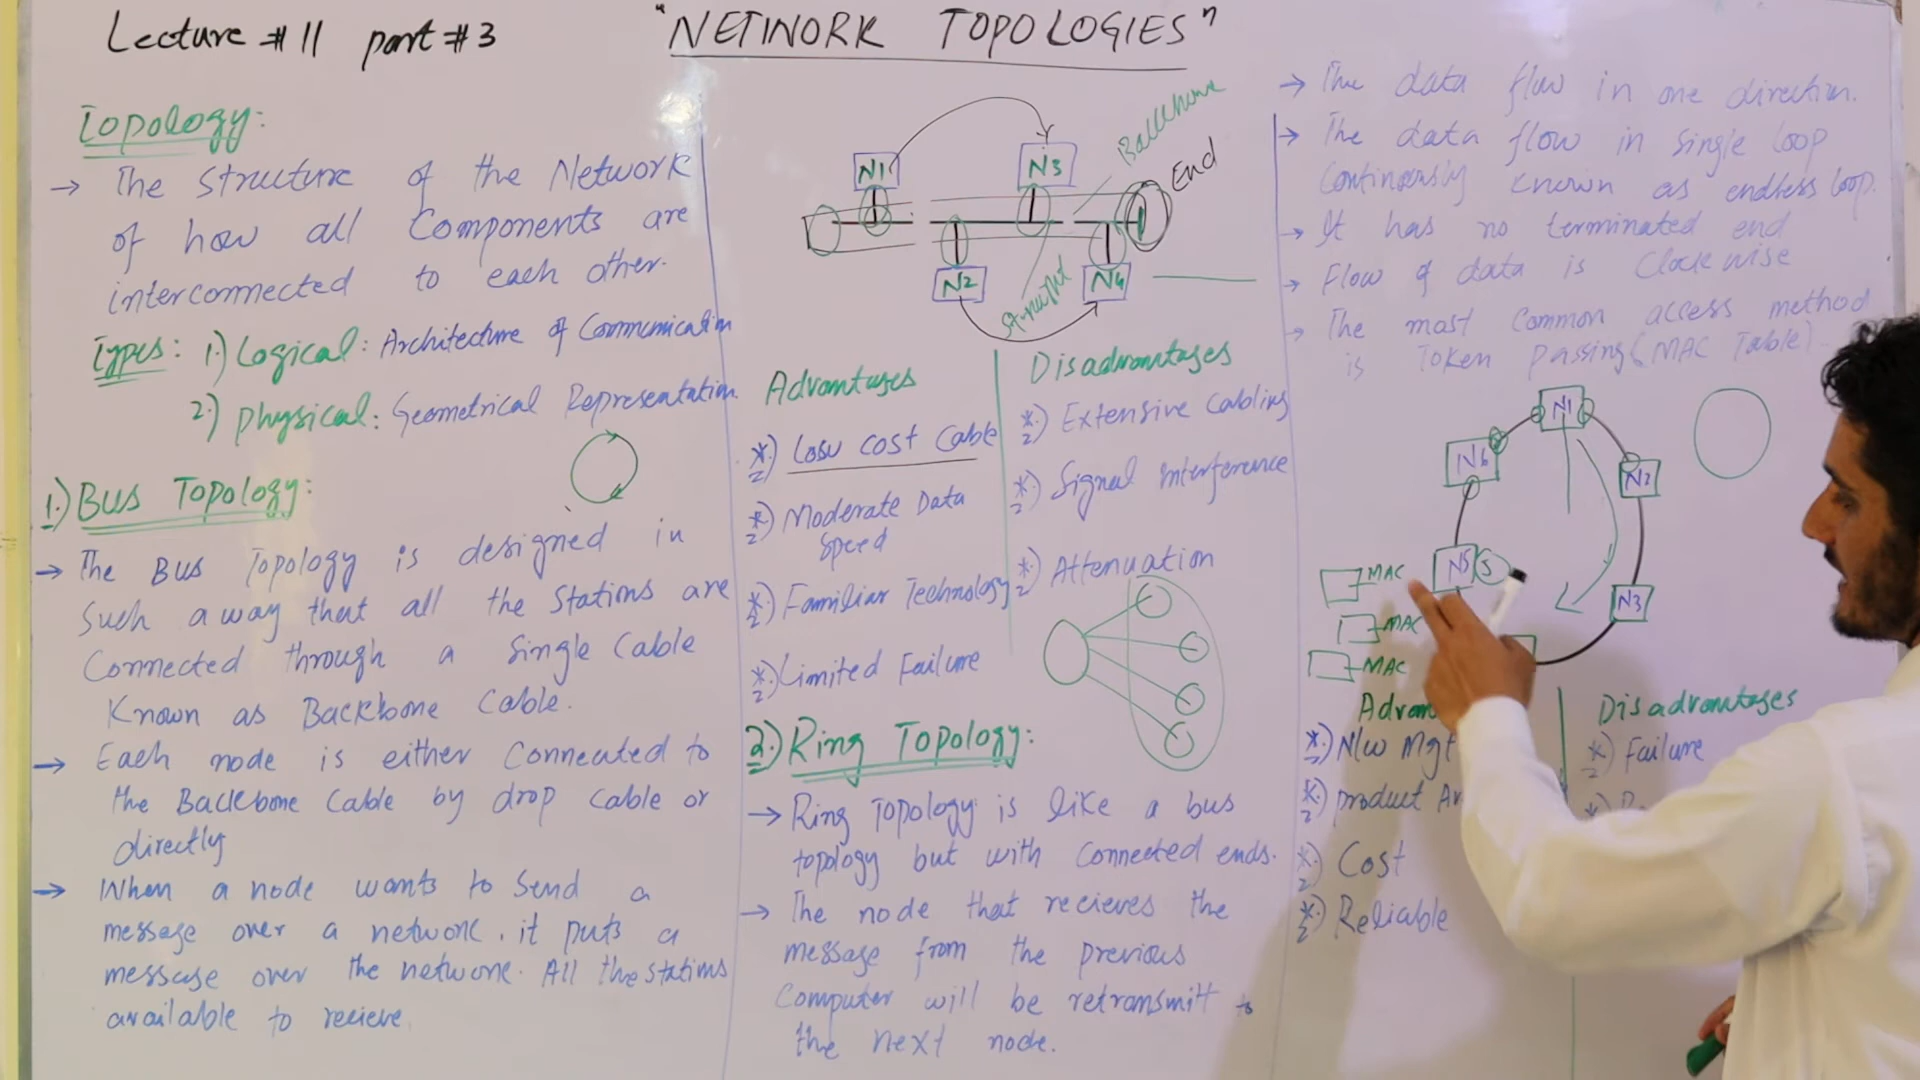 Lecture #11 part #3
"NETWORK TOPOLOGIES"
Topology:
→ The structure of the Network
of how all Components are
interconnected to each other.
Types: 1.) Logical: Architecture of Communication
2.) Physical: Geometrical Representation.
1.) Bus Topology:
→ The Bus Topology is designed in
Such a way that all the Stations are
Connected through a Single Cable
Known as Backbone Cable.
→ Each node is either Connected to
the Backbone Cable by drop cable or
directly
→ When a node wants to Send a
message over a network, it puts a
message over the network. All the Stations
available to recieve.
N1
N3
N2
N4
Backbone
End
Advantages
*) Low cost Cable
*) Moderate Data
Speed
*) Familiar Technology
*) Limited Failure
Disadvantages
*) Extensive Cabling
*) Signal Interference
*) Attenuation
2.) Ring Topology:
→ Ring Topology is like a bus
topology but with Connected ends.
→ The node that recieves the
message from the previous
Computer will be retransmitt to
the next node.
→ The data flow in one direction.
→ The data flow in Single loop
Continously known as endless loop.
→ It has no terminated end
→ Flow of data is Clockwise
→ The most Common access method
is Token Passing (MAC Table).
N1
N6
N2
N5 S
N3
MAC
MAC
MAC
*) N/w Mgt
*) Product
*) Cost
*) Reliable
Disadvantages
*) Failure